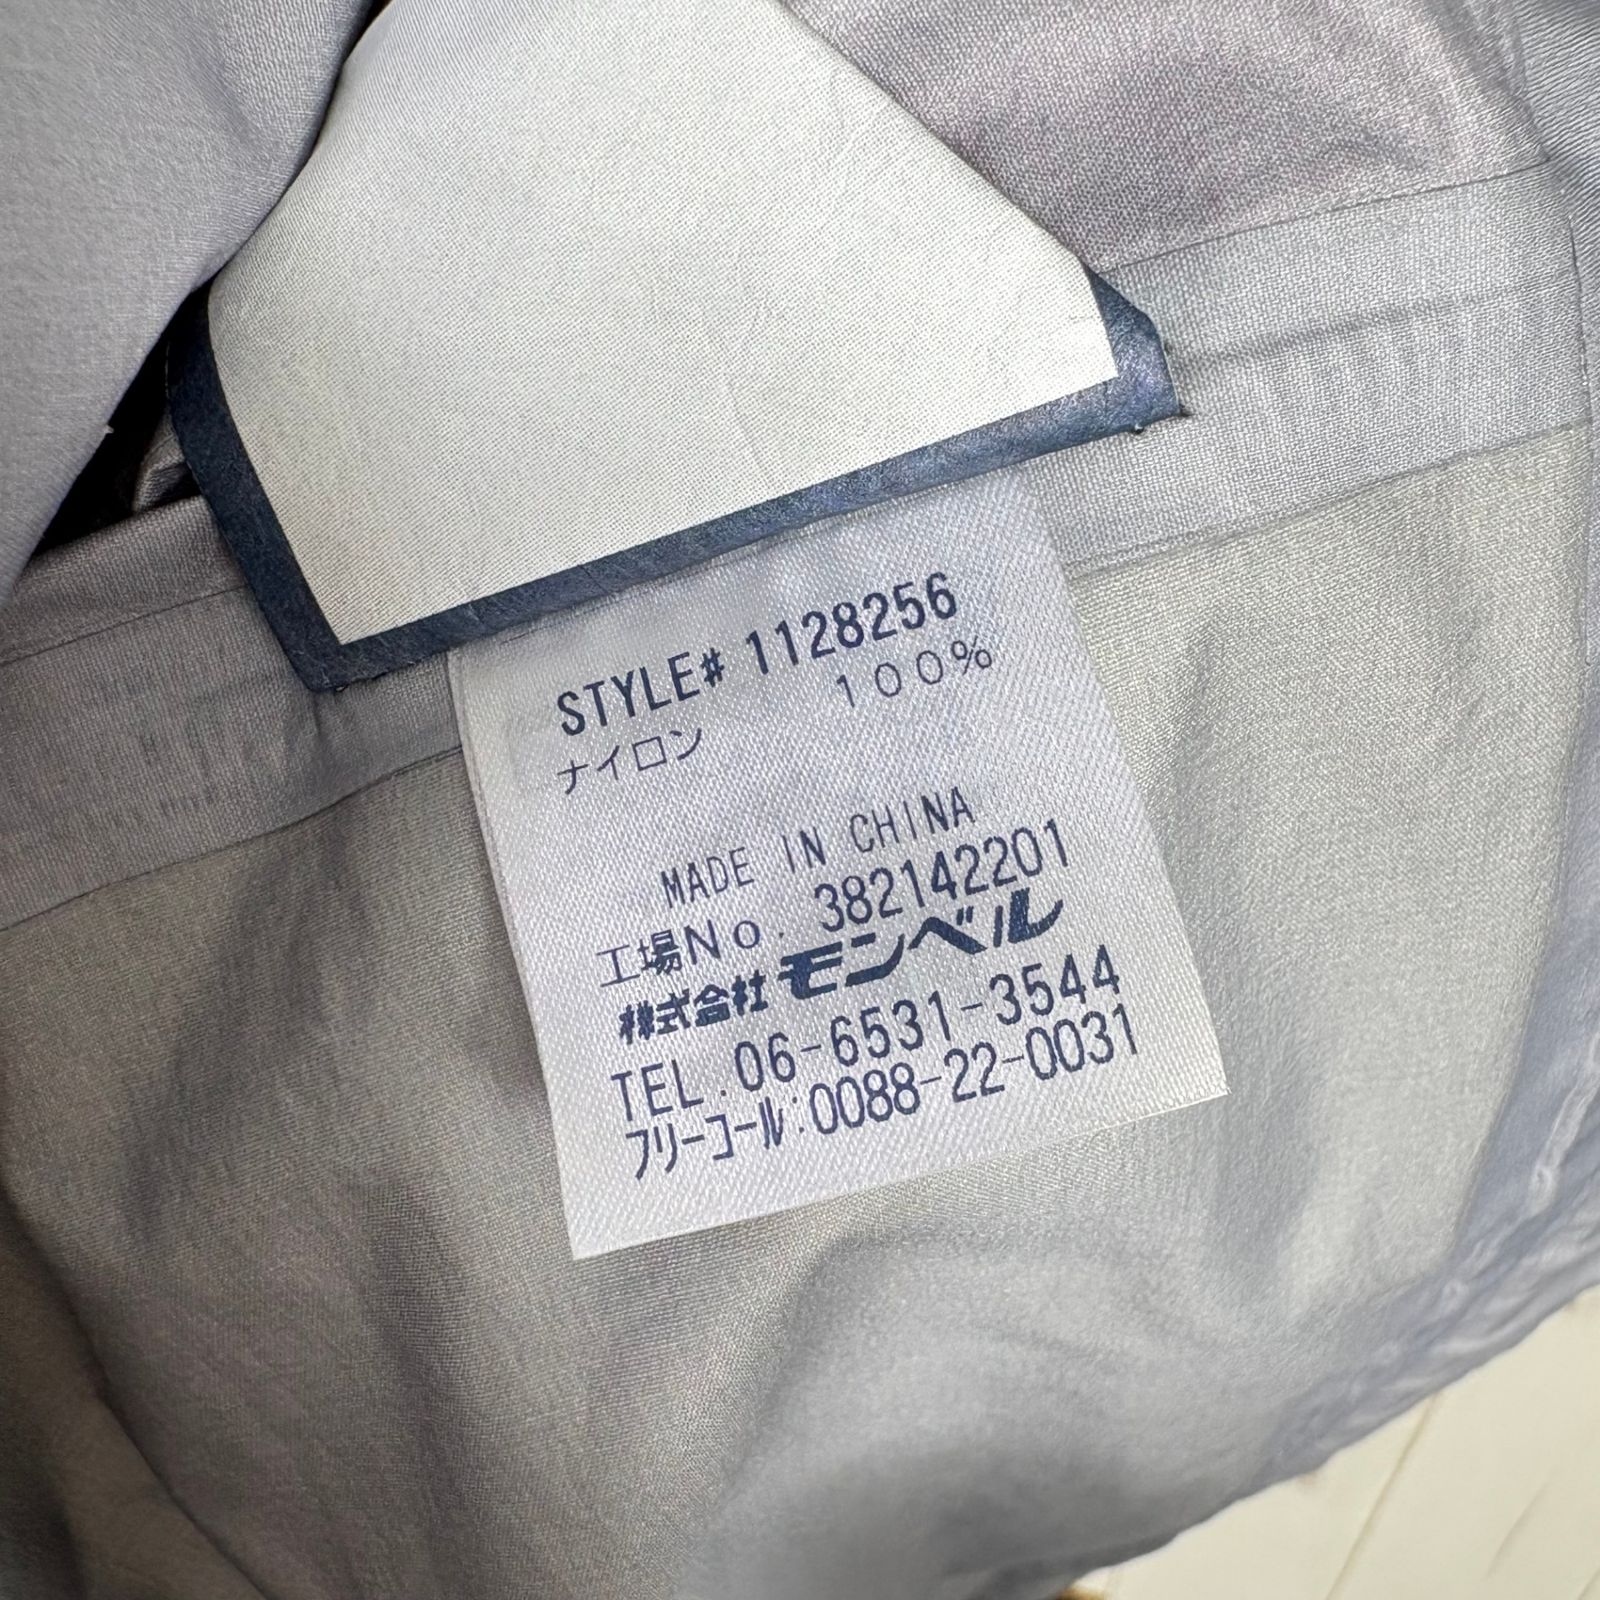 STYLE# 1128256
ナイロン 100%
MADE IN CHINA
工場No. 382142201
株式会社 モンベル
TEL.06-6531-3544
フリーコール:0088-22-0031